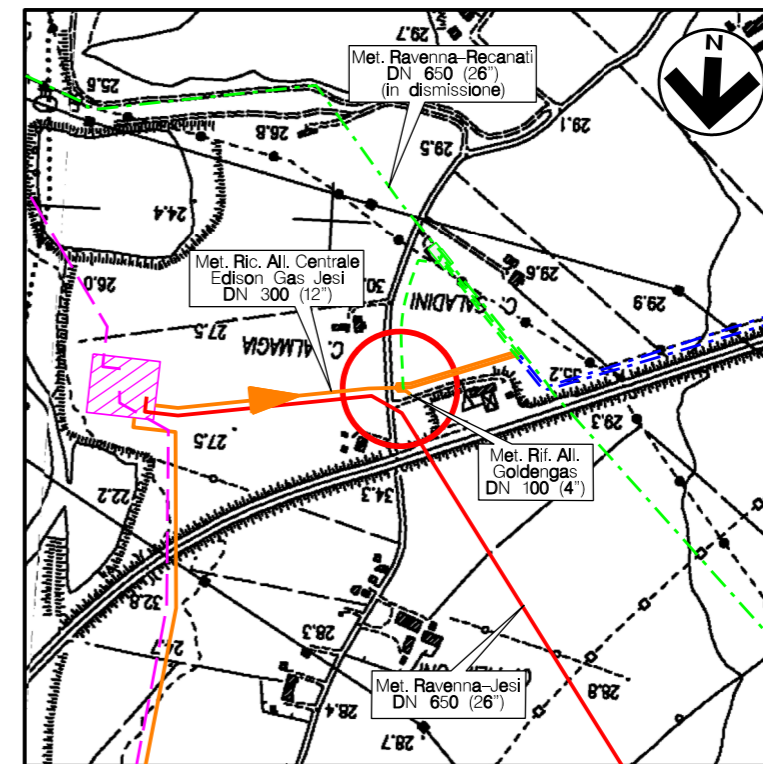 29.7
Met. Ravenna-Recanati
DN 650 (26")
(in dismissione)
N
25.6
26.8
29.1
29.5
24.4
Met. Ric. All. Centrale
Edison Gas Jesi
DN 300 (12")
26.0
29.6
29.9
C. SALADINI
27.5
C. ALMAGIA
35.2
29.3
27.5
Met. Rif. All.
Goldengas
DN 100 (4")
22.2
34.3
32.8
28.3
Met. Ravenna-Jesi
DN 650 (26")
28.8
28.4
28.7